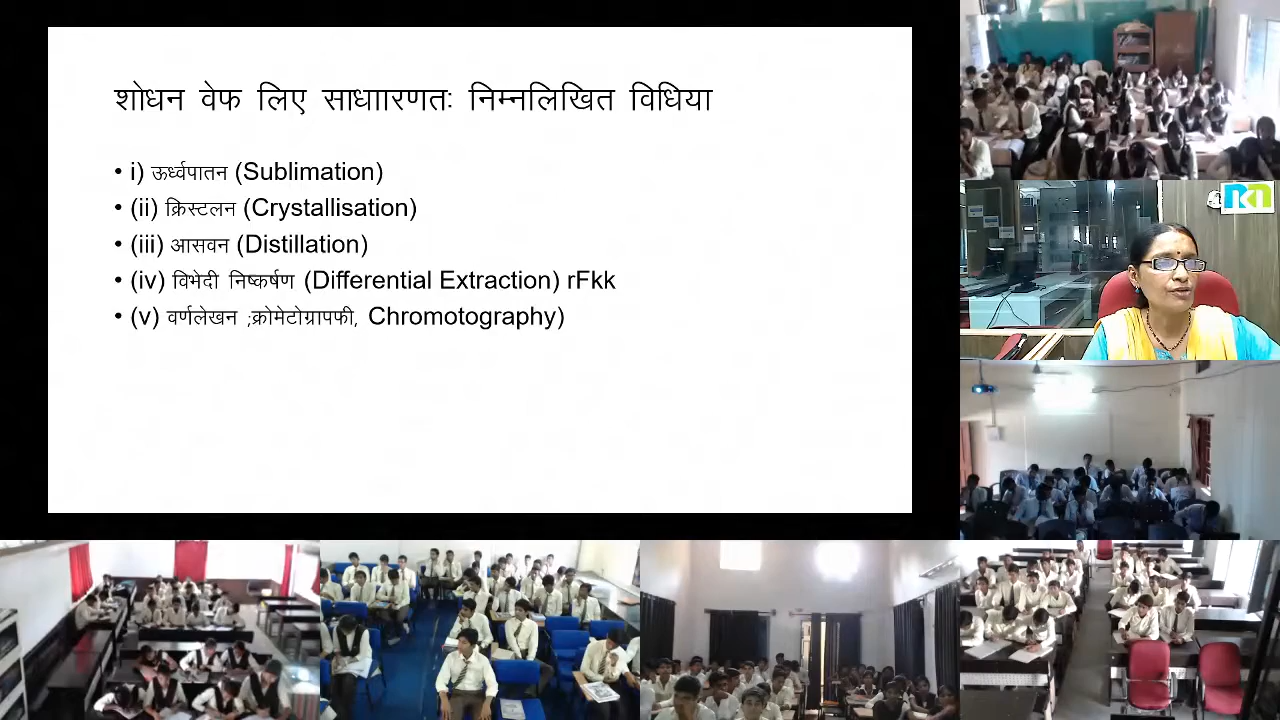 शोधन वेफ लिए साधाारणतः निम्नलिखित विधिया
• i) ऊर्ध्वपातन (Sublimation)
• (ii) क्रिस्टलन (Crystallisation)
• (iii) आसवन (Distillation)
• (iv) विभेदी निष्कर्षण (Differential Extraction) rFkk
• (v) वर्णलेखन ;क्रोमेटोग्रापफी, Chromotography)